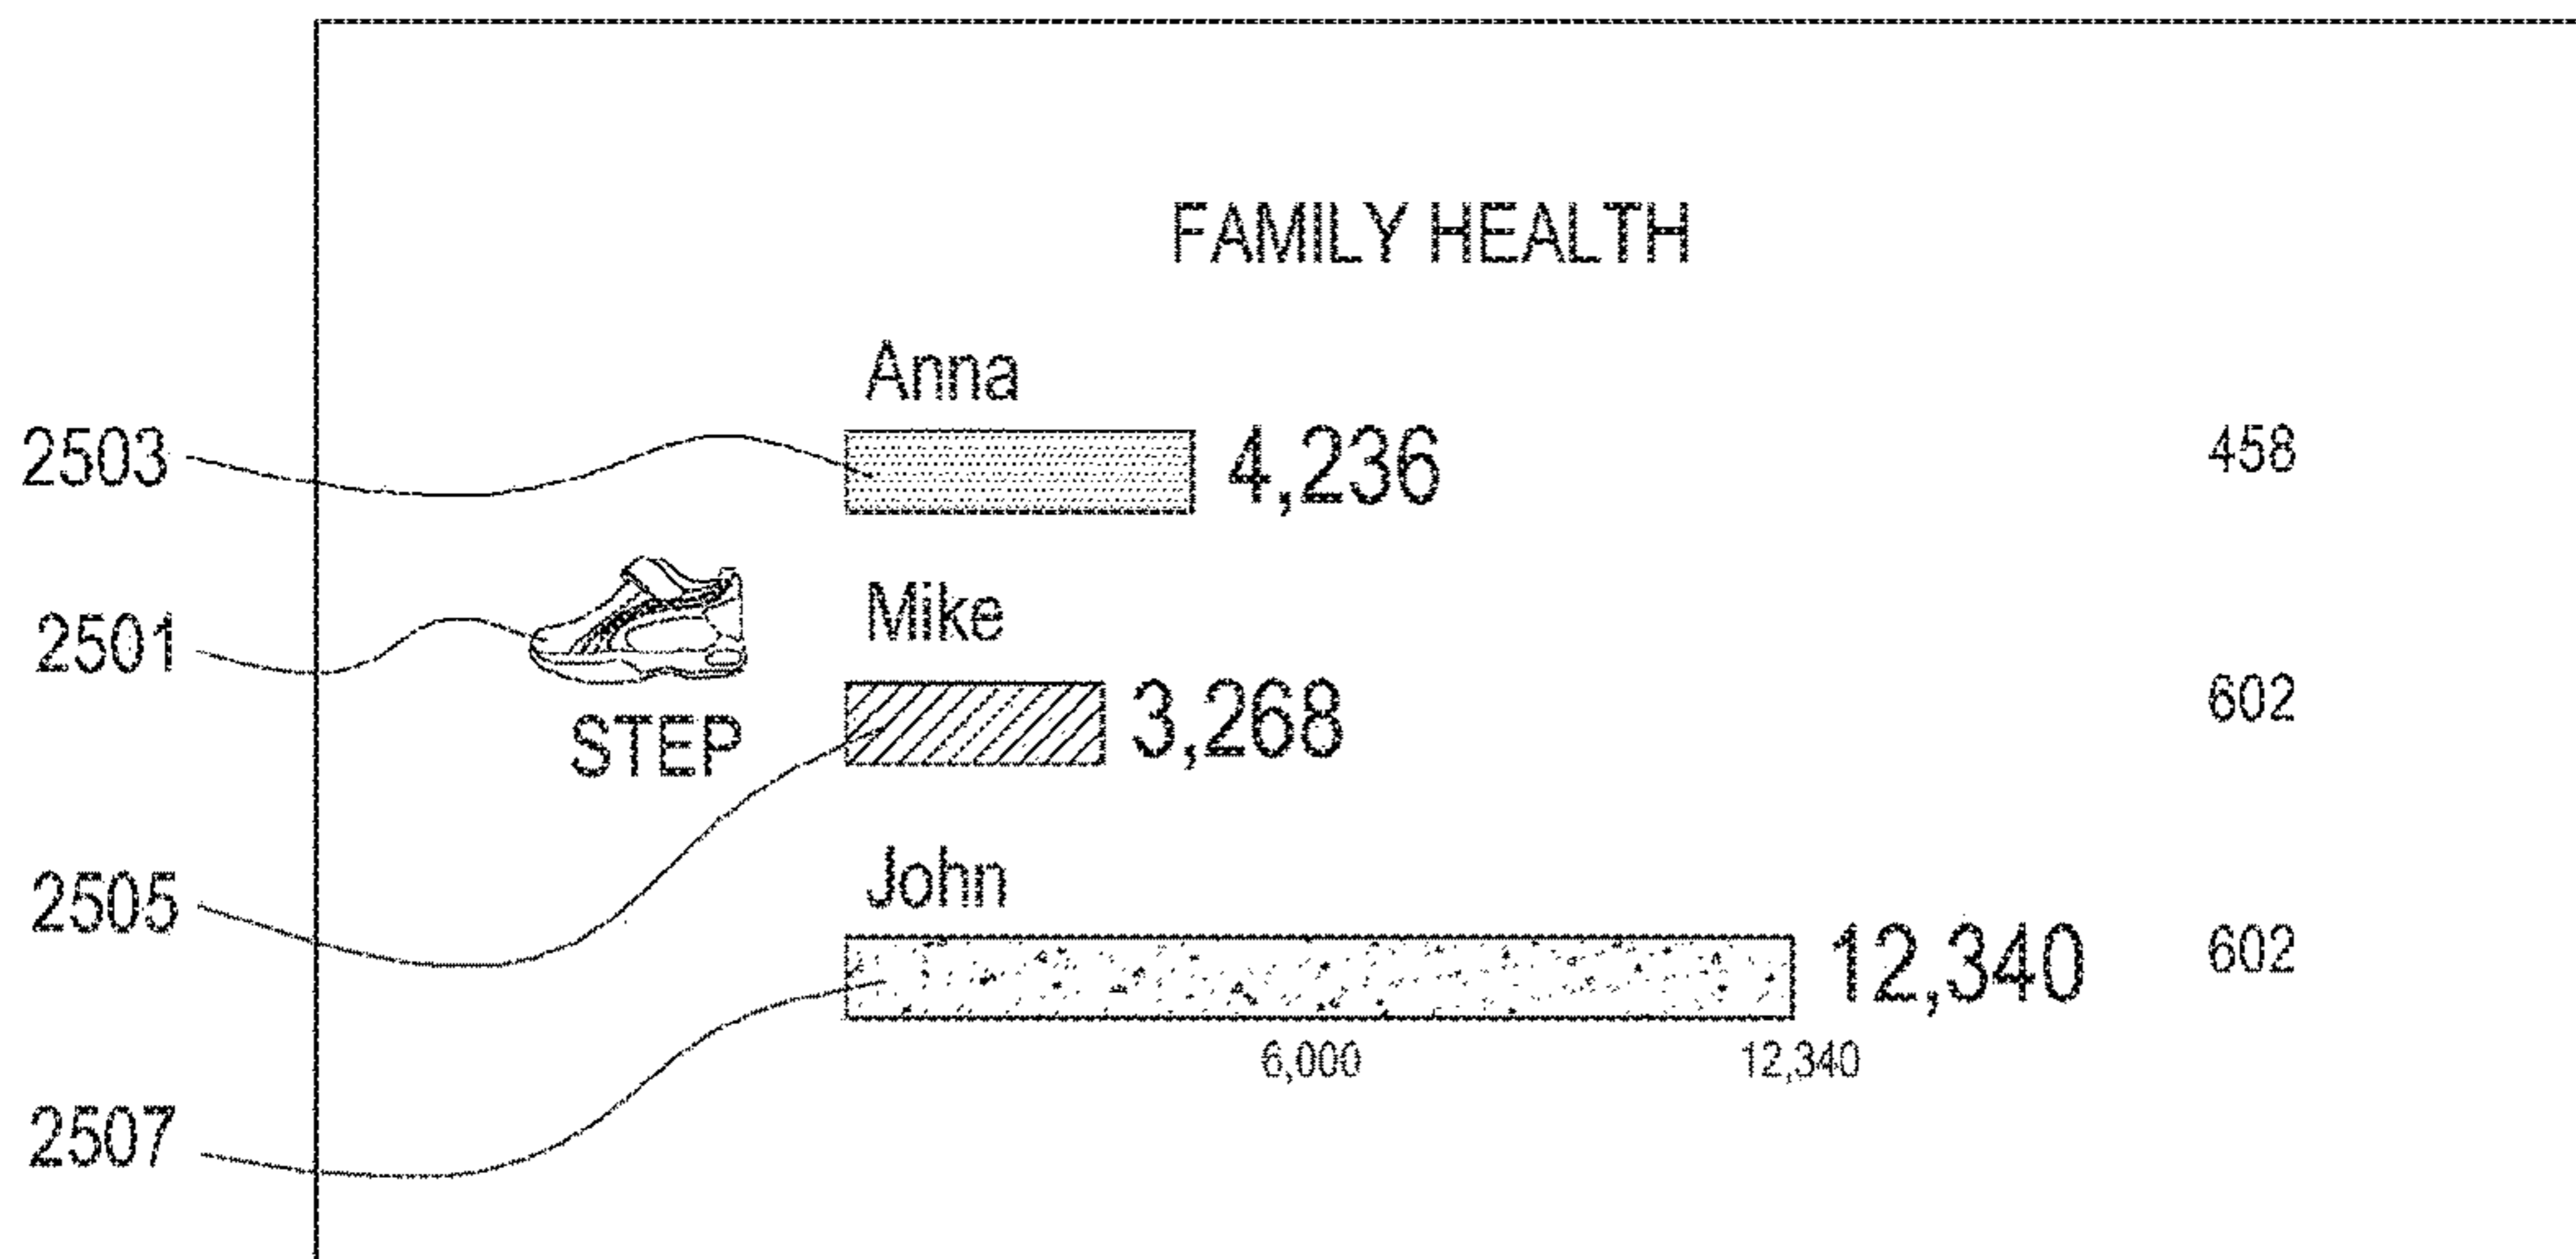 FAMILY HEALTH
Anna
2503 4,236 458
2501 Mike
STEP 3,268 602
John
2505 12,340 602
6,000 12,340
2507